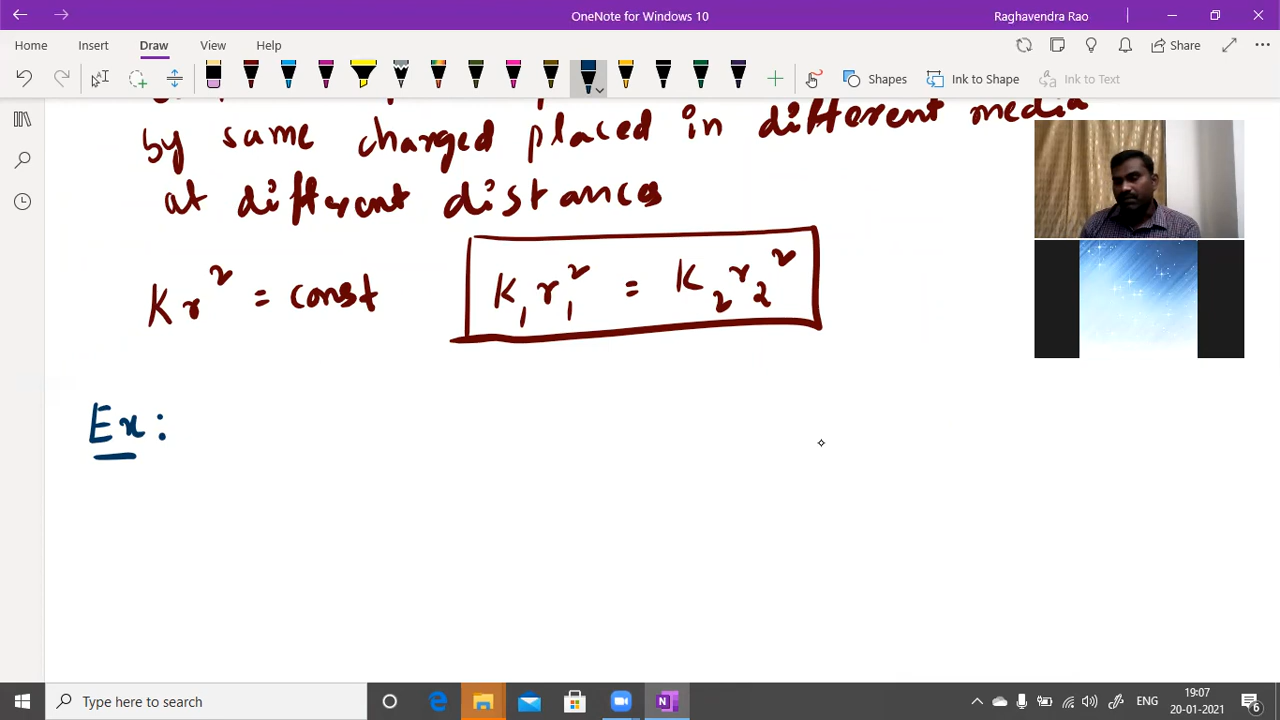 OneNote for Windows 10
Raghavendra Rao
Home Insert Draw View Help
Share
Shapes
Ink to Shape
Ink to Text
by same charged placed in different media
at different distances
Kr² = const
K₁r₁² = K₂r₂²
Ex:
Type here to search
ENG
19:07
20-01-2021
6